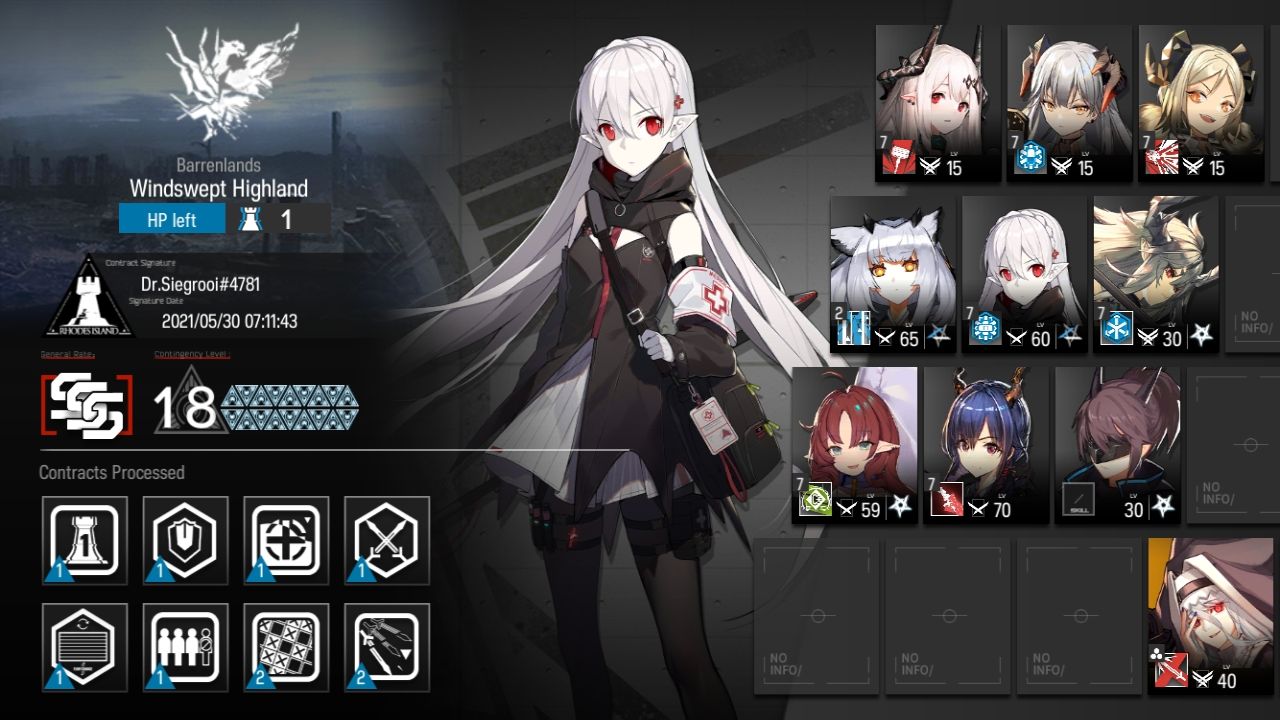 Barrenlands
Windswept Highland
HP left 1
Contract Signature
Dr.Siegrooi#4781
Signature Date
2021/05/30 07:11:43
RHODES ISLAND
General Rate:
Contingency Level:
18
Contracts Processed
1
1
1
1
1
1
2
2
7 LV 15
7 LV 15
7 LV 15
2 LV 65
7 LV 60
7 LV 30
NO INFO/
7 LV 59
7 LV 70
SKILL LV 30
NO INFO/
NO INFO/
NO INFO/
NO INFO/
LV 40